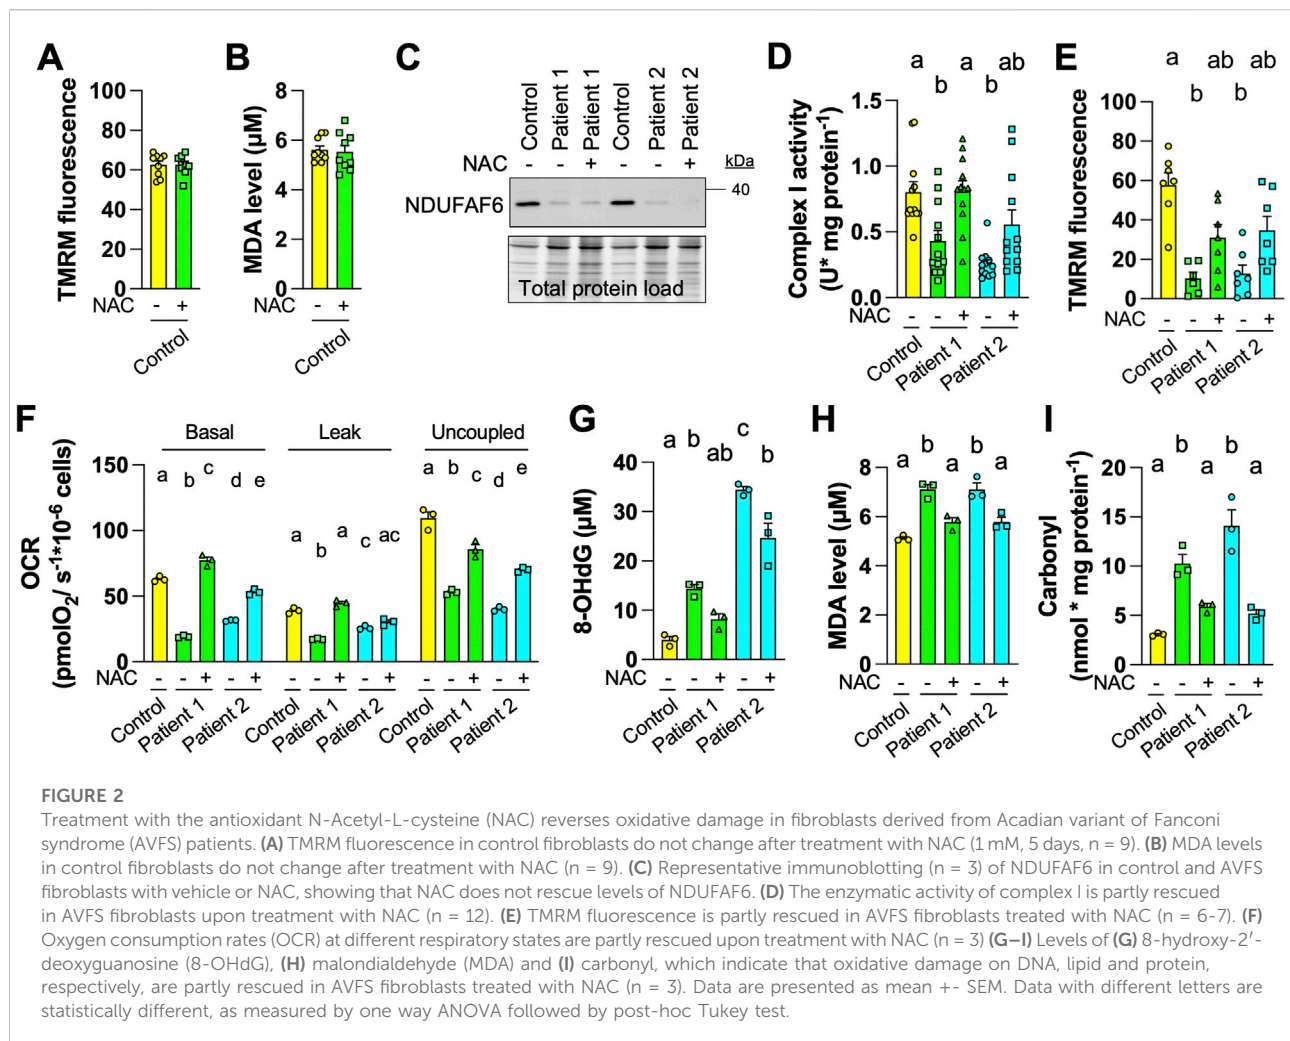 A
TMRM fluorescence
100
80
60
40
20
0
NAC
- +
Control
B
MDA level (µM)
8
6
4
2
0
NAC
- +
Control
C
Control
Patient 1
Patient 1
Control
Patient 2
Patient 2
NAC
- - + - - +
kDa
40
NDUFAF6
Total protein load
D
a b a b ab
Complex I activity
(U* mg protein-1)
1.5
1.0
0.5
0.0
NAC
- - + - +
Control
Patient 1
Patient 2
E
a b ab b ab
TMRM fluorescence
100
80
60
40
20
0
NAC
- - + - +
Control
Patient 1
Patient 2
F
Basal
Leak
Uncoupled
a b c d e
a b a c ac
a b c d e
OCR
(pmolO2/ s-1*10-6 cells)
150
100
50
0
NAC
- - + - + - - + - + - - + - +
Control
Patient 1
Patient 2
Control
Patient 1
Patient 2
Control
Patient 1
Patient 2
G
a b ab c b
8-OHdG (µM)
40
30
20
10
0
NAC
- - + - +
Control
Patient 1
Patient 2
H
a b a b a
MDA level (µM)
8
6
4
2
0
NAC
- - + - +
Control
Patient 1
Patient 2
I
a b a b a
Carbonyl
(nmol * mg protein-1)
20
15
10
5
0
NAC
- - + - +
Control
Patient 1
Patient 2
FIGURE 2
Treatment with the antioxidant N-Acetyl-L-cysteine (NAC) reverses oxidative damage in fibroblasts derived from Acadian variant of Fanconi
syndrome (AVFS) patients. (A) TMRM fluorescence in control fibroblasts do not change after treatment with NAC (1 mM, 5 days, n = 9). (B) MDA levels
in control fibroblasts do not change after treatment with NAC (n = 9). (C) Representative immunoblotting (n = 3) of NDUFAF6 in control and AVFS
fibroblasts with vehicle or NAC, showing that NAC does not rescue levels of NDUFAF6. (D) The enzymatic activity of complex I is partly rescued
in AVFS fibroblasts upon treatment with NAC (n = 12). (E) TMRM fluorescence is partly rescued in AVFS fibroblasts treated with NAC (n = 6-7). (F)
Oxygen consumption rates (OCR) at different respiratory states are partly rescued upon treatment with NAC (n = 3) (G–I) Levels of (G) 8-hydroxy-2′-
deoxyguanosine (8-OHdG), (H) malondialdehyde (MDA) and (I) carbonyl, which indicate that oxidative damage on DNA, lipid and protein,
respectively, are partly rescued in AVFS fibroblasts treated with NAC (n = 3). Data are presented as mean +- SEM. Data with different letters are
statistically different, as measured by one way ANOVA followed by post-hoc Tukey test.